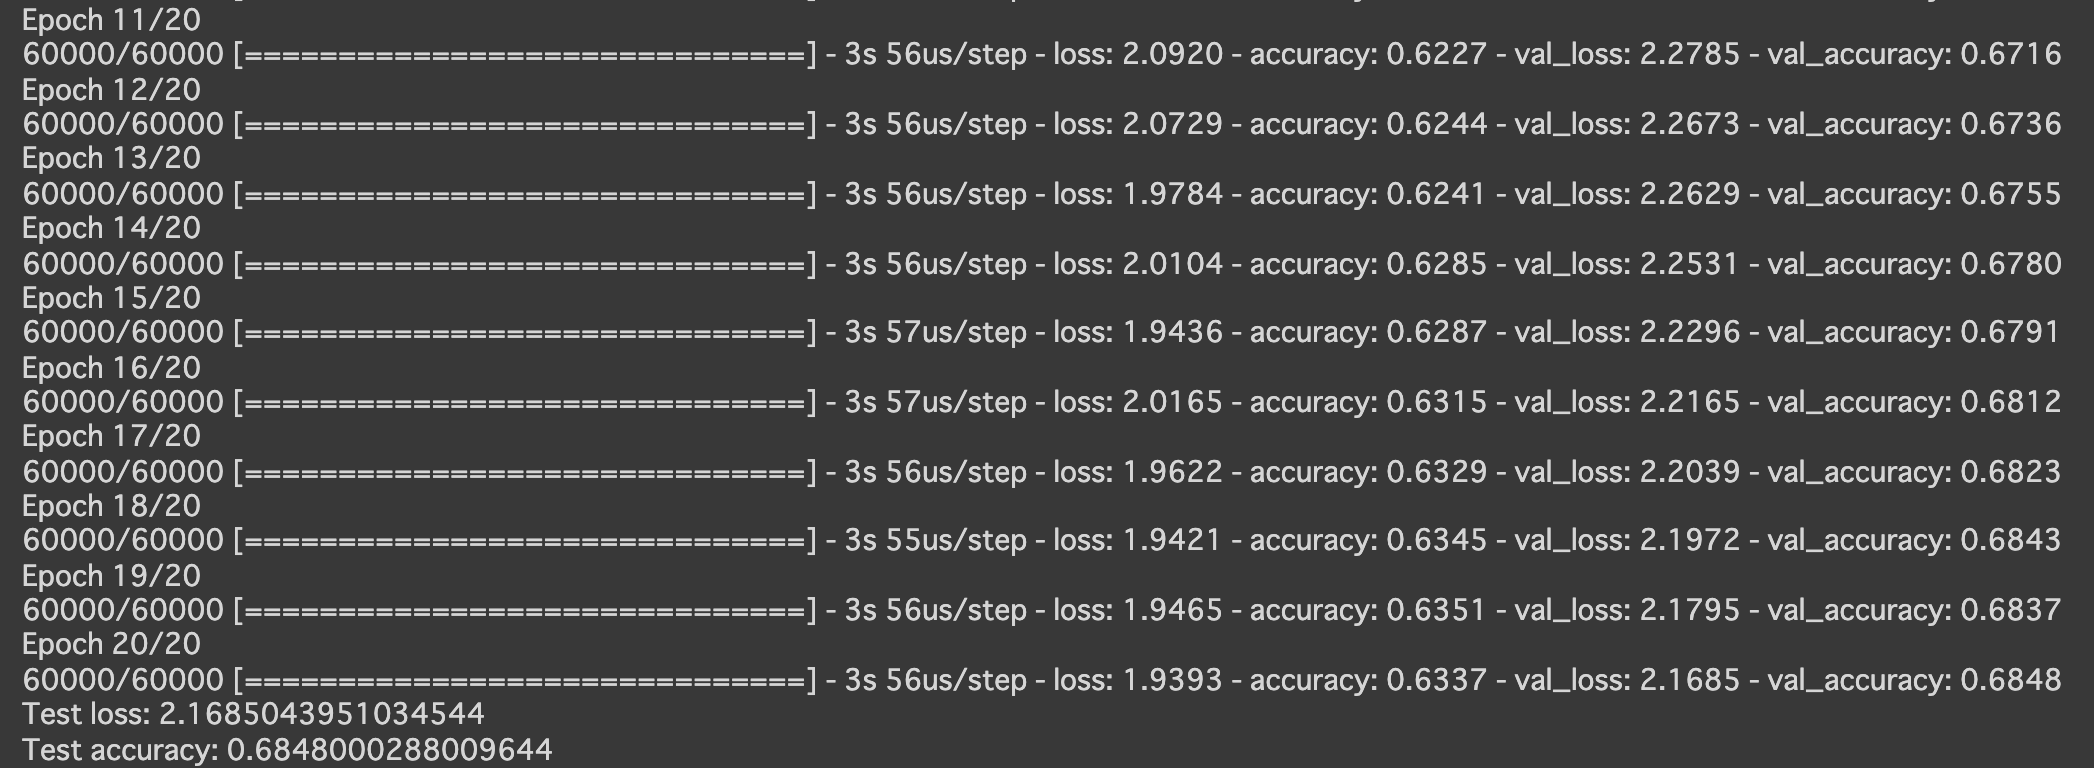 Epoch 11/20
60000/60000 [==============================] - 3s 56us/step - loss: 2.0920 - accuracy: 0.6227 - val_loss: 2.2785 - val_accuracy: 0.6716
Epoch 12/20
60000/60000 [==============================] - 3s 56us/step - loss: 2.0729 - accuracy: 0.6244 - val_loss: 2.2673 - val_accuracy: 0.6736
Epoch 13/20
60000/60000 [==============================] - 3s 56us/step - loss: 1.9784 - accuracy: 0.6241 - val_loss: 2.2629 - val_accuracy: 0.6755
Epoch 14/20
60000/60000 [==============================] - 3s 56us/step - loss: 2.0104 - accuracy: 0.6285 - val_loss: 2.2531 - val_accuracy: 0.6780
Epoch 15/20
60000/60000 [==============================] - 3s 57us/step - loss: 1.9436 - accuracy: 0.6287 - val_loss: 2.2296 - val_accuracy: 0.6791
Epoch 16/20
60000/60000 [==============================] - 3s 57us/step - loss: 2.0165 - accuracy: 0.6315 - val_loss: 2.2165 - val_accuracy: 0.6812
Epoch 17/20
60000/60000 [==============================] - 3s 56us/step - loss: 1.9622 - accuracy: 0.6329 - val_loss: 2.2039 - val_accuracy: 0.6823
Epoch 18/20
60000/60000 [==============================] - 3s 55us/step - loss: 1.9421 - accuracy: 0.6345 - val_loss: 2.1972 - val_accuracy: 0.6843
Epoch 19/20
60000/60000 [==============================] - 3s 56us/step - loss: 1.9465 - accuracy: 0.6351 - val_loss: 2.1795 - val_accuracy: 0.6837
Epoch 20/20
60000/60000 [==============================] - 3s 56us/step - loss: 1.9393 - accuracy: 0.6337 - val_loss: 2.1685 - val_accuracy: 0.6848
Test loss: 2.1685043951034544
Test accuracy: 0.6848000288009644